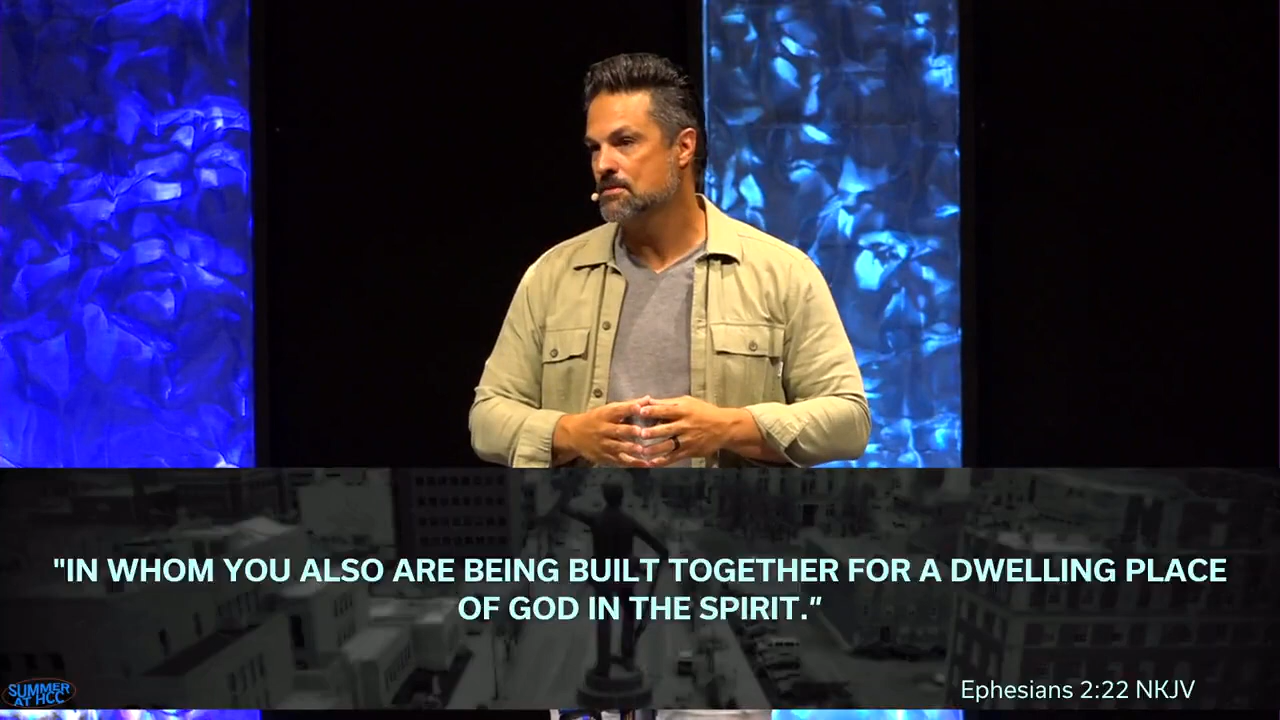 "IN WHOM YOU ALSO ARE BEING BUILT TOGETHER FOR A DWELLING PLACE
OF GOD IN THE SPIRIT.”
Ephesians 2:22 NKJV
SUMMER
AT HCC